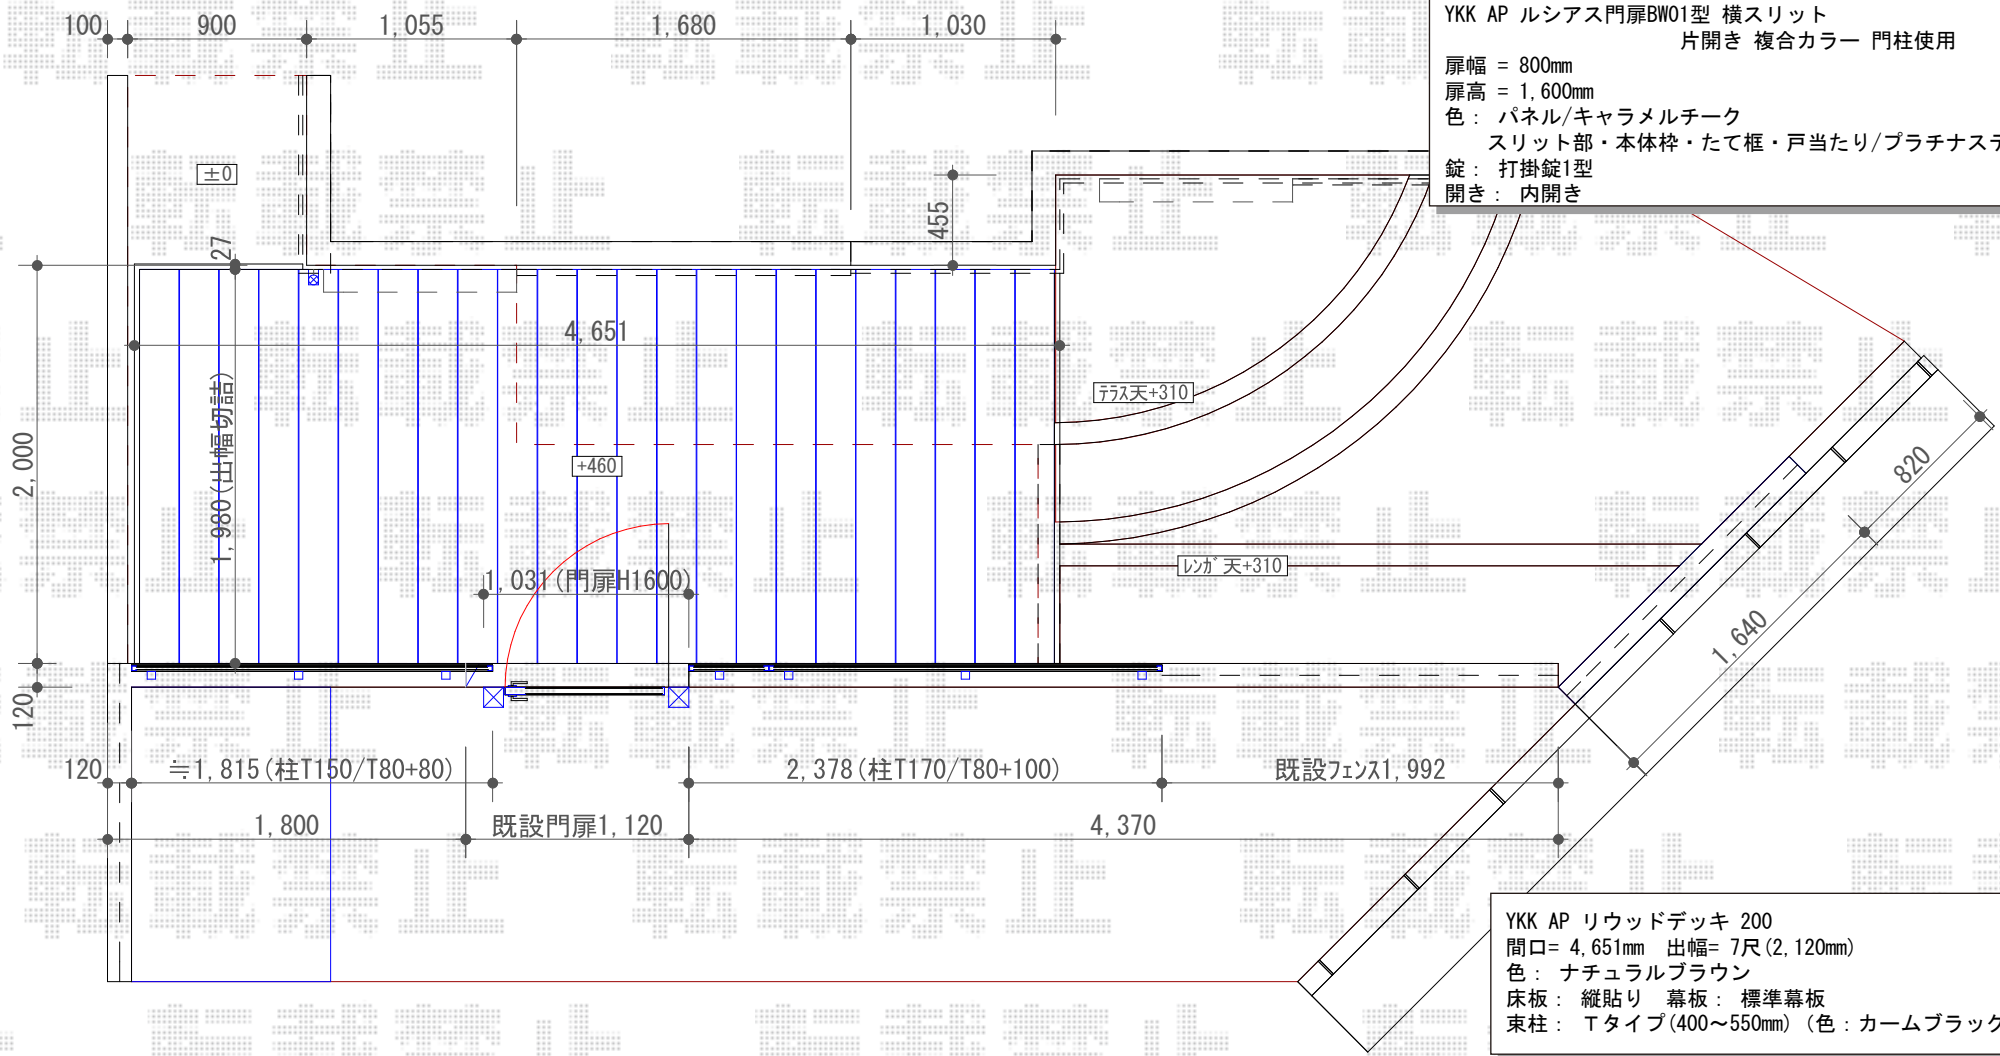 100
900
1,055
1,680
1,030
YKK AP ルシアス門扉BW01型 横スリット
片開き 複合カラー 門柱使用
扉幅 = 800mm
扉高 = 1,600mm
色： パネル/キャラメルチーク
スリット部・本体枠・たて框・戸当たり/プラチナステ
錠： 打掛錠1型
開き： 内開き
±0
27
455
4,651
テラス天+310
2,000
1,980(出幅切詰)
+460
820
1,031(門扉H1600)
レンガ天+310
1,640
120
120
≒1,815(柱T150/T80+80)
2,378(柱T170/T80+100)
既設フェンス1,992
1,800
既設門扉1,120
4,370
YKK AP リウッドデッキ 200
間口= 4,651mm 出幅= 7尺(2,120mm)
色： ナチュラルブラウン
床板： 縦貼り 幕板： 標準幕板
束柱： Tタイプ(400～550mm) (色：カームブラック
転載禁止